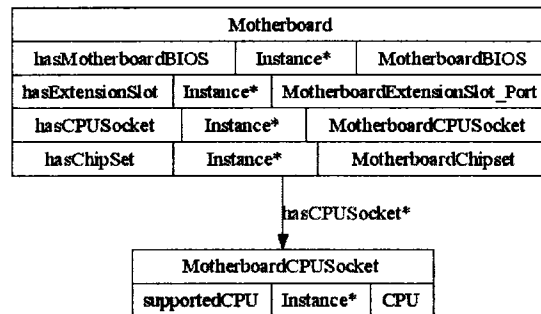 Motherboard
hasMotherboardBIOS Instance* MotherboardBIOS
hasExtensionSlot Instance* MotherboardExtensionSlot_Port
hasCPUSocket Instance* MotherboardCPUSocket
hasChipSet Instance* MotherboardChipset
hasCPUSocket*
MotherboardCPUSocket
supportedCPU Instance* CPU